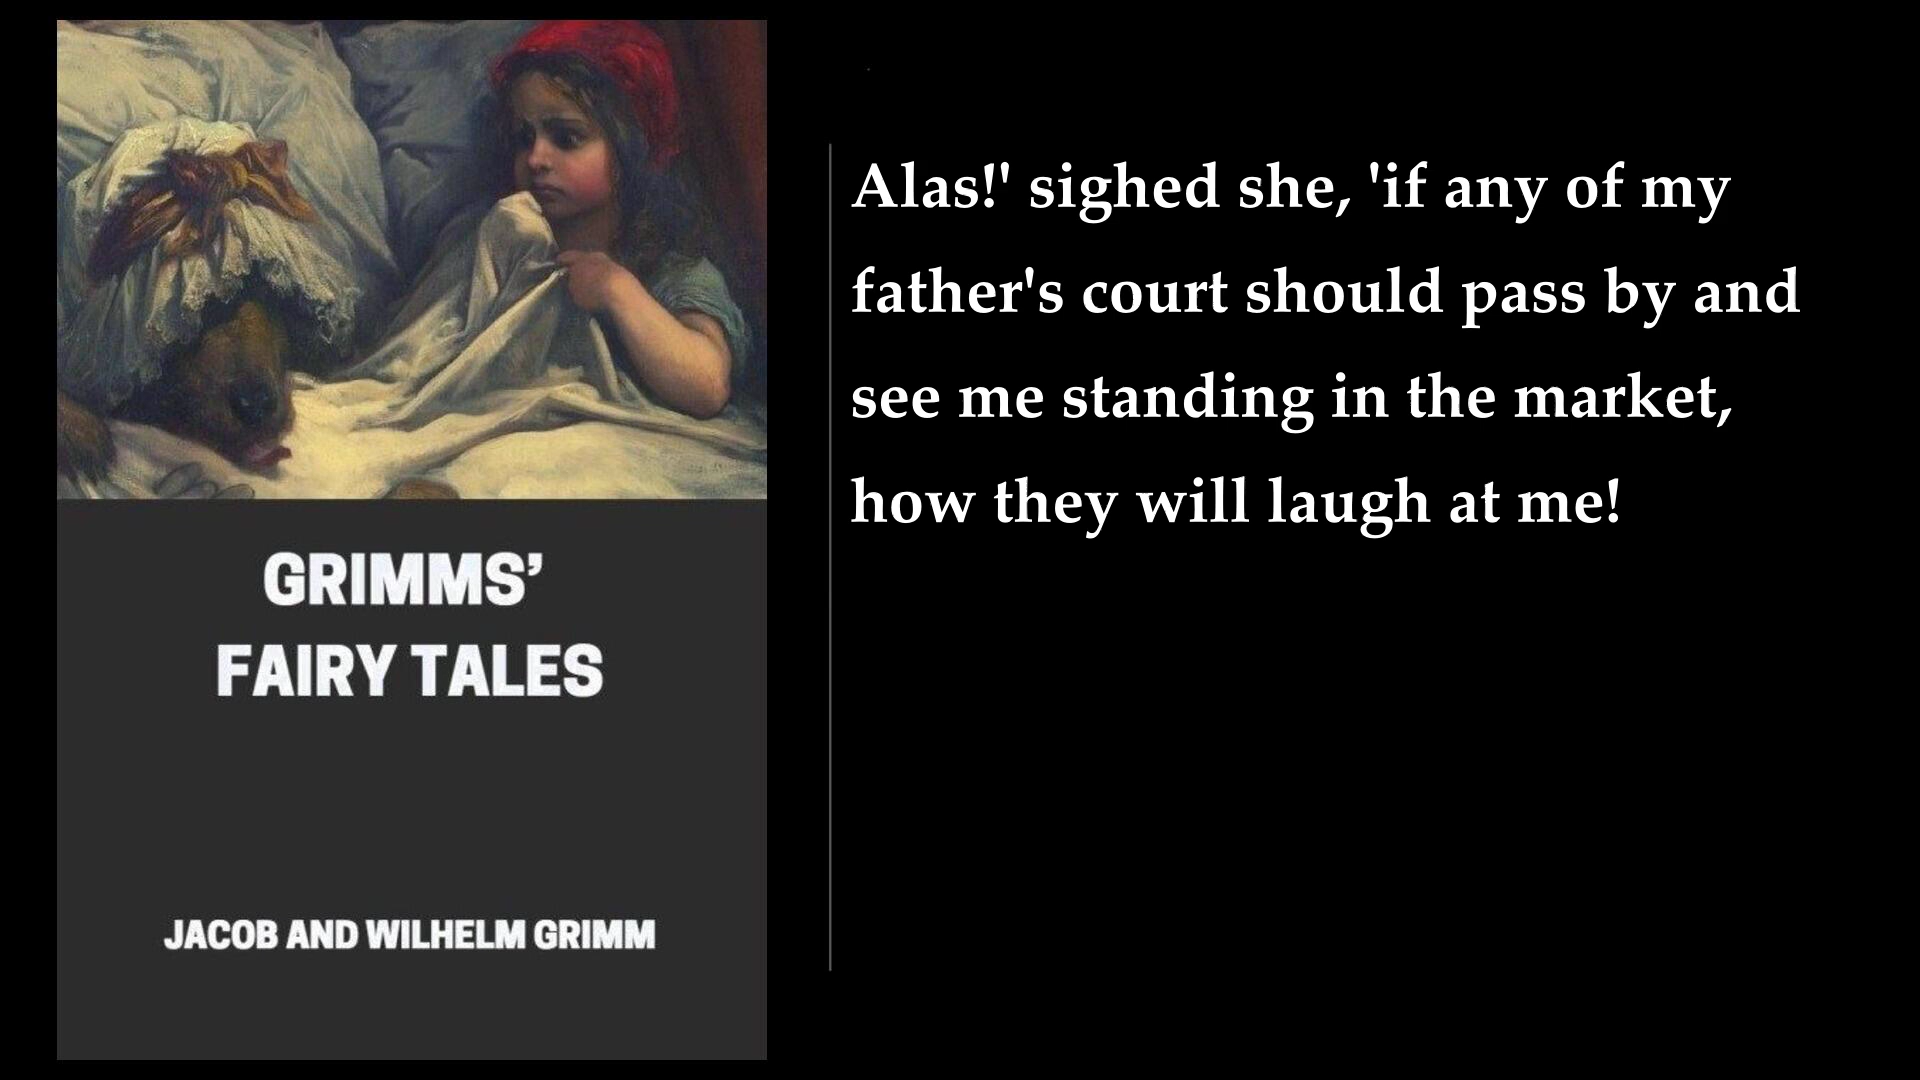 GRIMMS’
FAIRY TALES
JACOB AND WILHELM GRIMM
Alas!' sighed she, 'if any of my
father's court should pass by and
see me standing in the market,
how they will laugh at me!